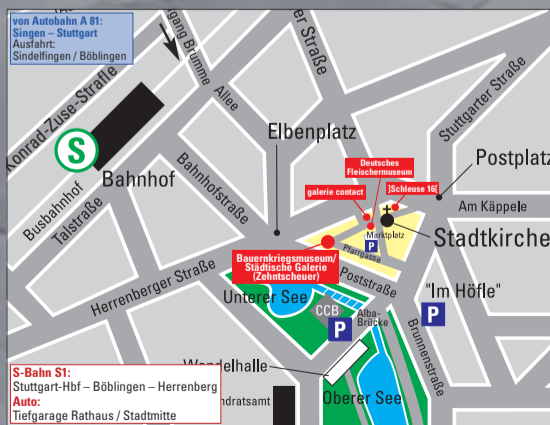 von Autobahn A 81:
Singen – Stuttgart
Ausfahrt:
Sindelfingen / Böblingen
Allee
Konrad-Zuse-Straße
S
Bahnhof
Busbahnhof
Talstraße
Bahnhofstraße
Elbenplatz
Stuttgarter Straße
Postplatz
Am Käppele
Deutsches
Fleischermuseum
galerie contact
]Schleuse 16[
Marktplatz
P
Stadtkirche
Pfarrgasse
Bauernkriegsmuseum/
Städtische Galerie
(Zehntscheuer)
Poststraße
Herrenberger Straße
Unterer See
CCB
P
Alba-
Brücke
"Im Höfle"
P
Brunnenstraße
Wandelhalle
Oberer See
ndratsamt
S-Bahn S1:
Stuttgart-Hbf – Böblingen – Herrenberg
Auto:
Tiefgarage Rathaus / Stadtmitte